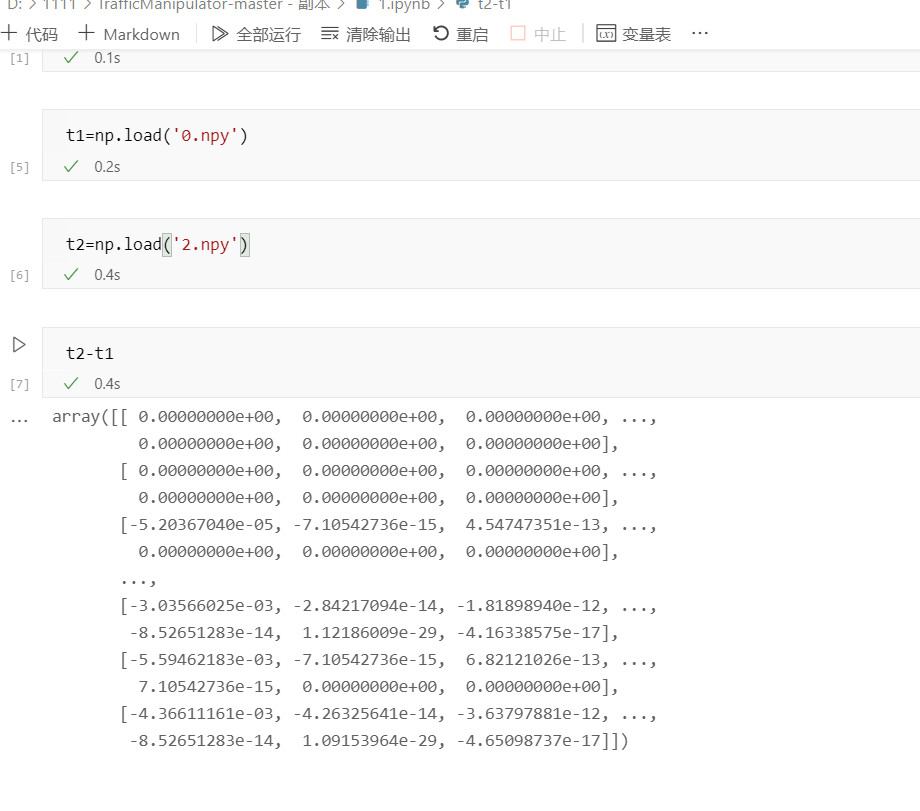 D: > 1111 > TrafficManipulator-master - 副本 > 1.ipynb > t2-t1
代码 Markdown 全部运行 清除输出 重启 中止 变量表 ...
[1] 0.1s
t1=np.load('0.npy')
[5] 0.2s
t2=np.load('2.npy')
[6] 0.4s
t2-t1
[7] 0.4s
... array([[ 0.00000000e+00, 0.00000000e+00, 0.00000000e+00, ...,
0.00000000e+00, 0.00000000e+00, 0.00000000e+00],
[ 0.00000000e+00, 0.00000000e+00, 0.00000000e+00, ...,
0.00000000e+00, 0.00000000e+00, 0.00000000e+00],
[-5.20367040e-05, -7.10542736e-15, 4.54747351e-13, ...,
0.00000000e+00, 0.00000000e+00, 0.00000000e+00],
...,
[-3.03566025e-03, -2.84217094e-14, -1.81898940e-12, ...,
-8.52651283e-14, 1.12186009e-29, -4.16338575e-17],
[-5.59462183e-03, -7.10542736e-15, 6.82121026e-13, ...,
7.10542736e-15, 0.00000000e+00, 0.00000000e+00],
[-4.36611161e-03, -4.26325641e-14, -3.63797881e-12, ...,
-8.52651283e-14, 1.09153964e-29, -4.65098737e-17]])